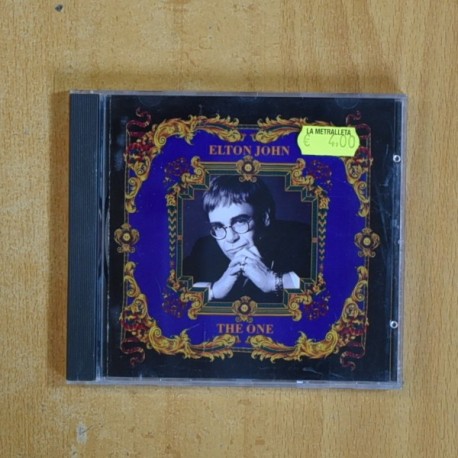 LA METRALLETA
€ 4,00
ELTON JOHN
THE ONE